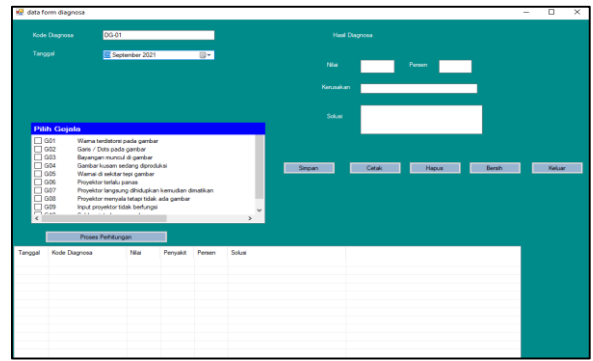 data form diagnosa
Kode Diagnosa DG-01
Tanggal September 2021
Hasil Diagnosa
Nilai Persen
Kerusakan
Solusi
Pilih Gejala
G01 Warna terdistorsi pada gambar
G02 Garis / Dots pada gambar
G03 Bayangan muncul di gambar
G04 Gambar kusam sedang diproduksi
G05 Warnai di sekitar tepi gambar
G06 Proyektor terlalu panas
G07 Proyektor langsung dihidupkan kemudian dimatikan
G08 Proyektor menyala tetapi tidak ada gambar
G09 Input proyektor tidak berfungsi
Simpan Cetak Hapus Bersih Keluar
Proses Perhitungan
Tanggal Kode Diagnosa Nilai Penyakit Persen Solusi